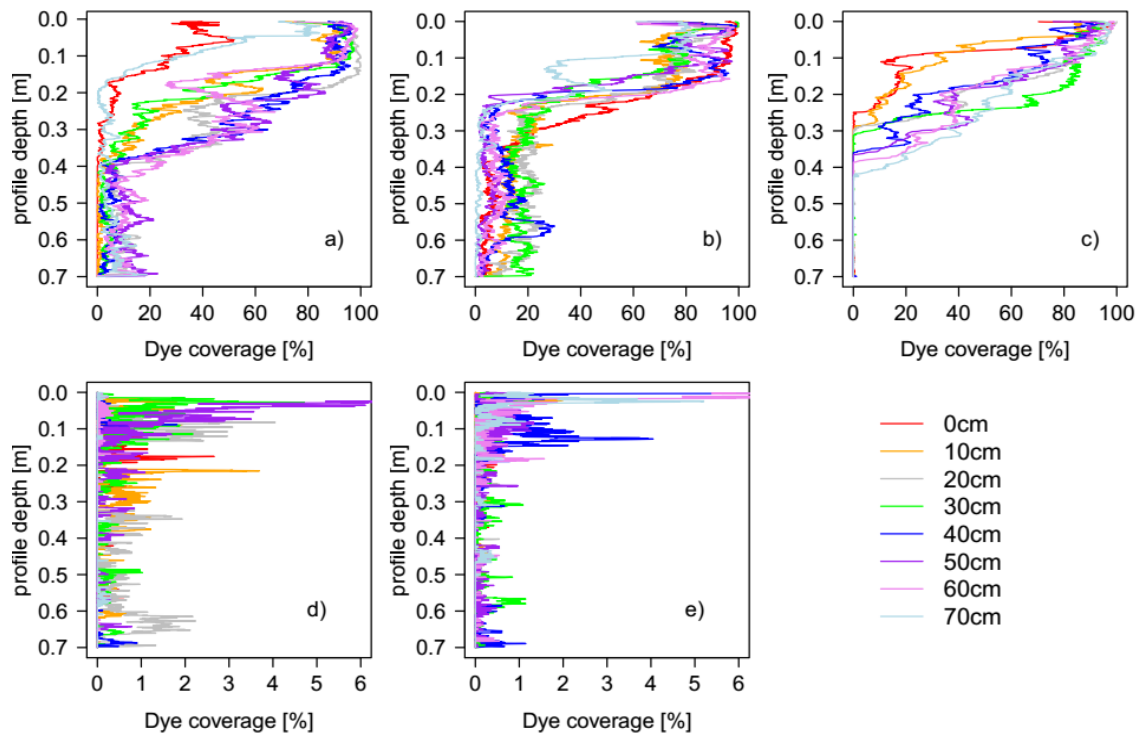 0.0
0.1
0.2
0.3
0.4
0.5
0.6
0.7
profile depth [m]
a)
0 20 40 60 80 100
Dye coverage [%]
0.0
0.1
0.2
0.3
0.4
0.5
0.6
0.7
profile depth [m]
b)
0 20 40 60 80 100
Dye coverage [%]
0.0
0.1
0.2
0.3
0.4
0.5
0.6
0.7
profile depth [m]
c)
0 20 40 60 80 100
Dye coverage [%]
0.0
0.1
0.2
0.3
0.4
0.5
0.6
0.7
profile depth [m]
d)
0 1 2 3 4 5 6
Dye coverage [%]
0.0
0.1
0.2
0.3
0.4
0.5
0.6
0.7
profile depth [m]
e)
0 1 2 3 4 5 6
Dye coverage [%]
0cm
10cm
20cm
30cm
40cm
50cm
60cm
70cm